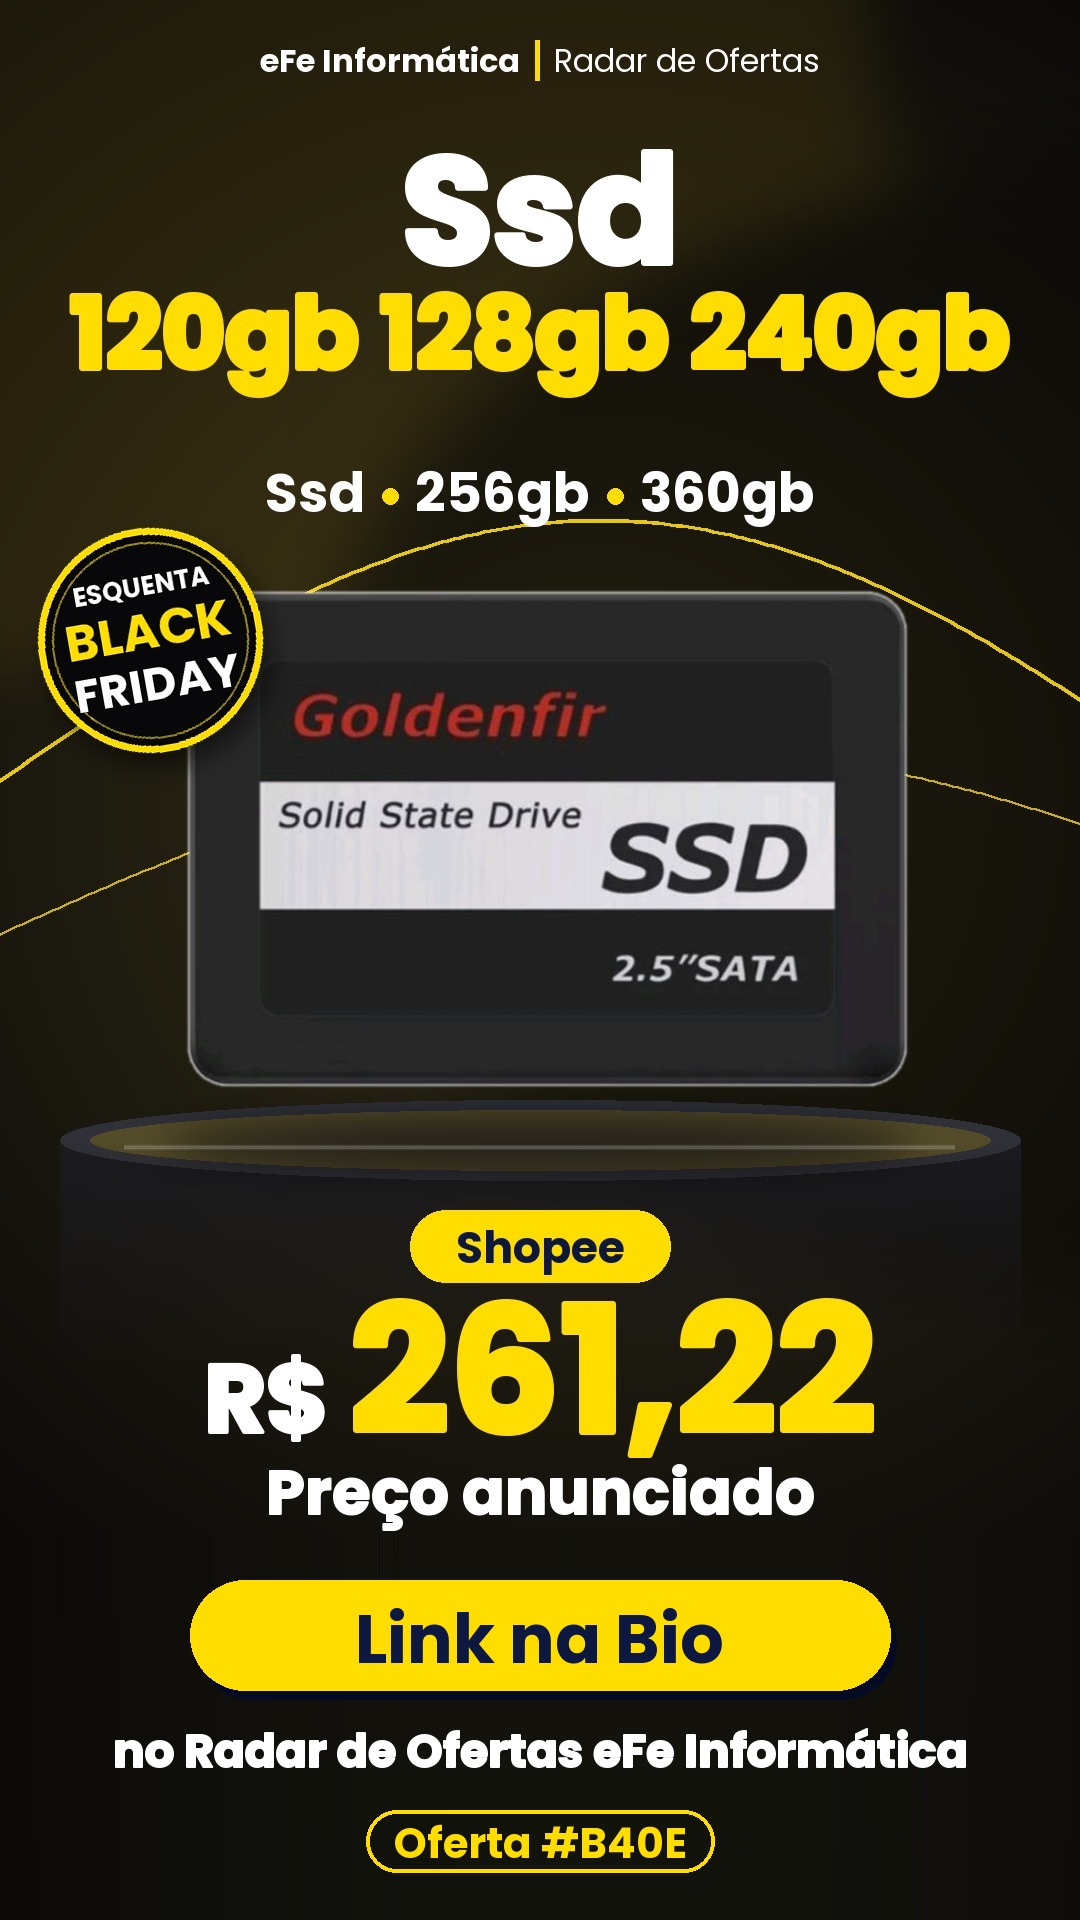 eFe Informática | Radar de Ofertas
Ssd
120gb 128gb 240gb
Ssd • 256gb • 360gb
ESQUENTA
BLACK
FRIDAY
Goldenfir
Solid State Drive
SSD
2.5"SATA
Shopee
R$ 261,22
Preço anunciado
Link na Bio
no Radar de Ofertas eFe Informática
Oferta #B40E